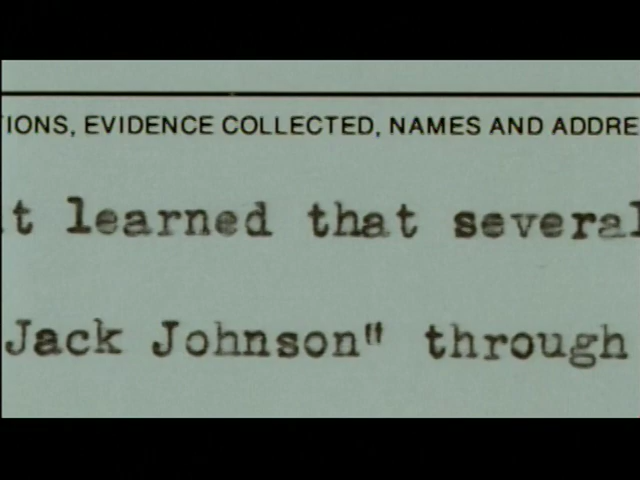 IONS, EVIDENCE COLLECTED, NAMES AND ADDRE
t learned that several
Jack Johnson" through